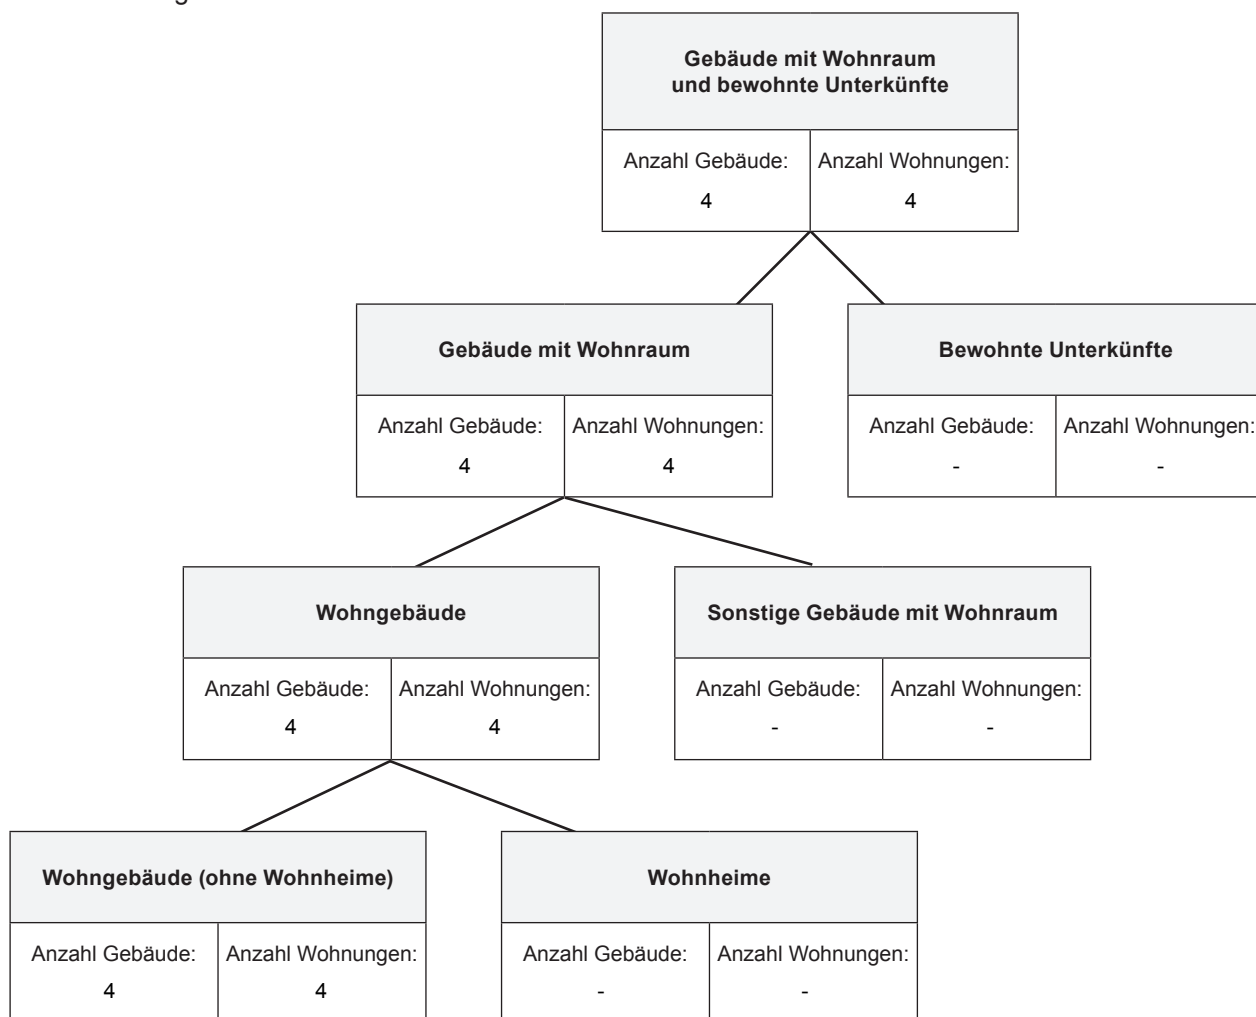 Gebäude mit Wohnraum
und bewohnte Unterkünfte
Anzahl Gebäude: Anzahl Wohnungen:
4 4
Gebäude mit Wohnraum
Bewohnte Unterkünfte
Anzahl Gebäude: Anzahl Wohnungen:
4 4
Anzahl Gebäude: Anzahl Wohnungen:
- -
Wohngebäude
Sonstige Gebäude mit Wohnraum
Anzahl Gebäude: Anzahl Wohnungen:
4 4
Anzahl Gebäude: Anzahl Wohnungen:
- -
Wohngebäude (ohne Wohnheime)
Wohnheime
Anzahl Gebäude: Anzahl Wohnungen:
4 4
Anzahl Gebäude: Anzahl Wohnungen:
- -